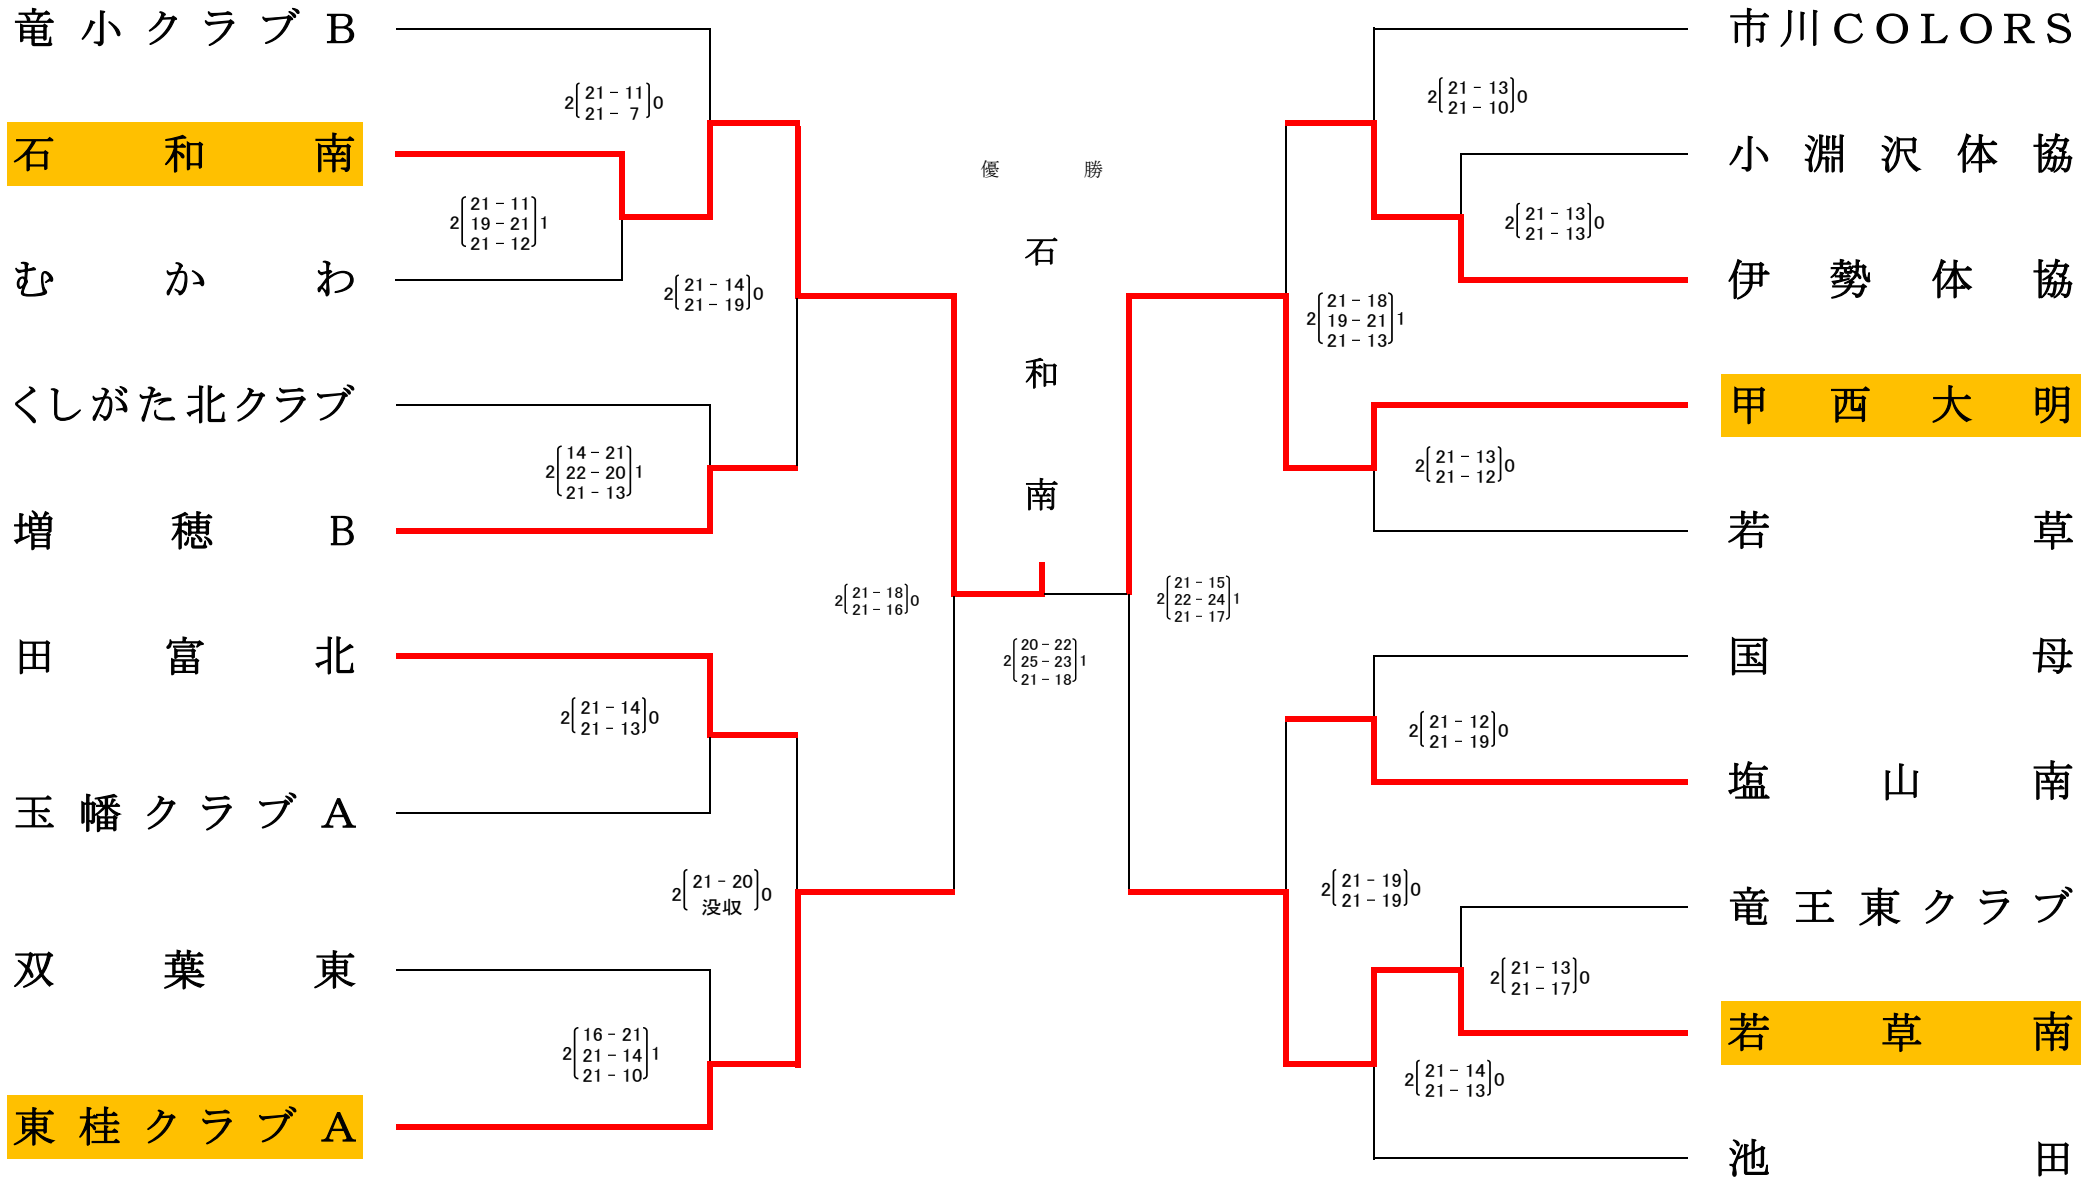 竜小クラブB
石和南
むかわ
くしがた北クラブ
増穂B
田富北
玉幡クラブA
双葉東
東桂クラブA
2 21－11 0
21－7
2 21－11 1
19－21
21－12
2 21－14 0
21－19
2 14－21 1
22－20
21－13
2 21－14 0
21－13
2 21－20 0
没収
2 16－21 1
21－14
21－10
2 21－18 0
21－16
優勝
石和南
2 20－22 1
25－23
21－18
2 21－15 1
22－24
21－17
2 21－13 0
21－10
2 21－13 0
21－13
2 21－18 1
19－21
21－13
2 21－13 0
21－12
2 21－12 0
21－19
2 21－19 0
21－19
2 21－13 0
21－17
2 21－14 0
21－13
市川COLORS
小淵沢体協
伊勢体協
甲西大明
若草
国母
塩山南
竜王東クラブ
若草南
池田